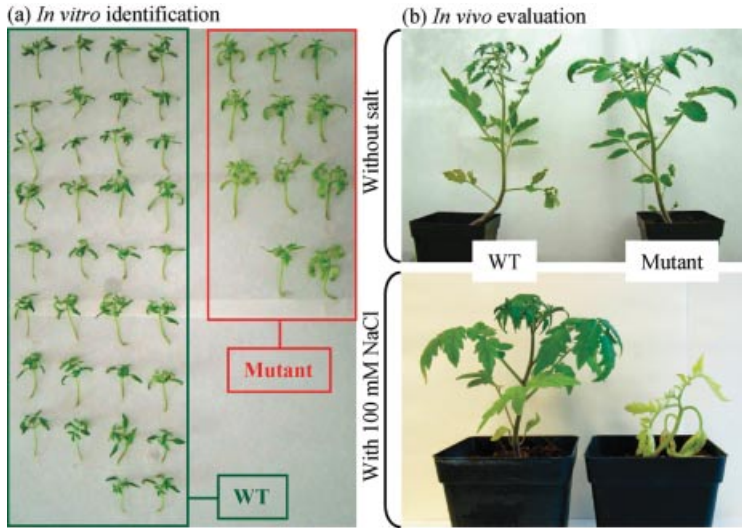 (a) In vitro identification
(b) In vivo evaluation
Without salt
WT
Mutant
Mutant
With 100 mM NaCl
WT